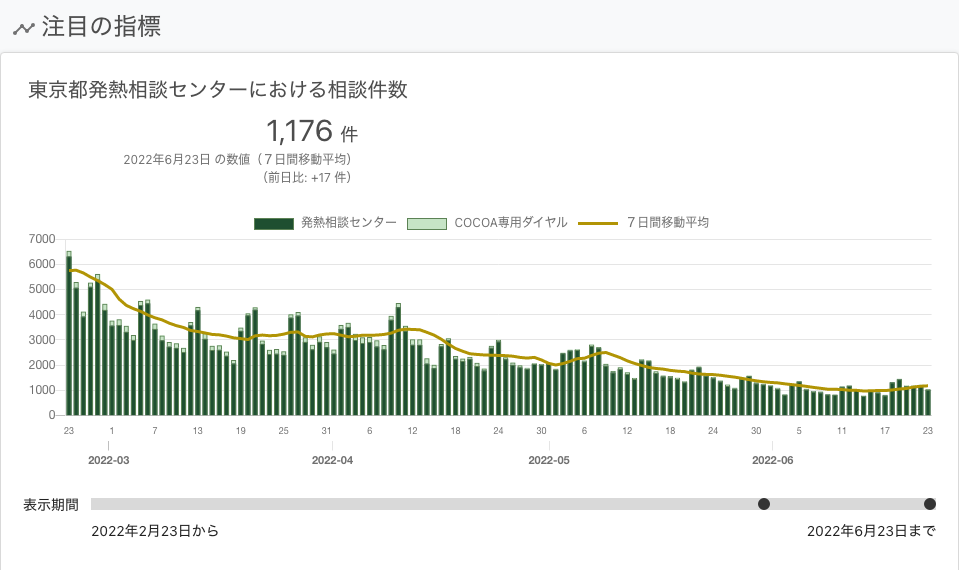 注目の指標
東京都発熱相談センターにおける相談件数
1,176 件
2022年6月23日 の数値（７日間移動平均）
（前日比: +17 件）
発熱相談センター COCOA専用ダイヤル ７日間移動平均
7000
6000
5000
4000
3000
2000
1000
0
23 1 7 13 19 25 31 6 12 18 24 30 6 12 18 24 30 5 11 17 23
2022-03 2022-04 2022-05 2022-06
表示期間
2022年2月23日から 2022年6月23日まで